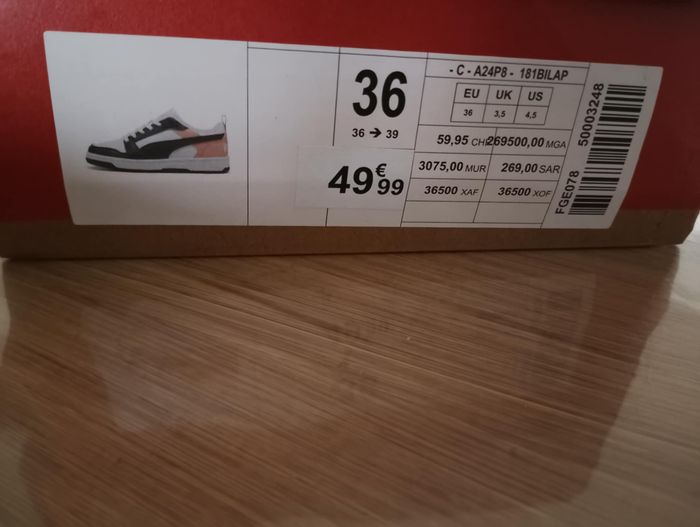 36
36 → 39
49€99
- C - A24P8 - 181BILAP
EU UK US
36 3,5 4,5
59,95 CH 269500,00 MGA
3075,00 MUR 269,00 SAR
36500 XAF 36500 XOF
FGE078 50003248